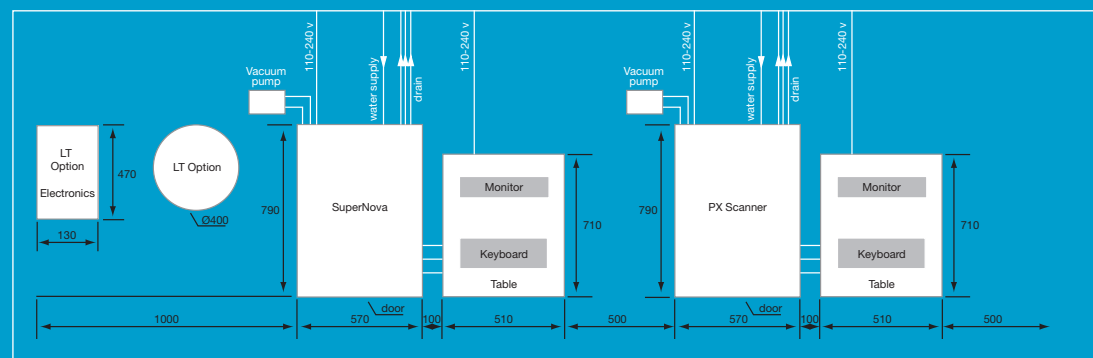 110-240 v
water supply
drain
110-240 v
110-240 v
water supply
drain
110-240 v
Vacuum
pump
Vacuum
pump
LT
Option
Electronics
470
130
LT Option
Ø400
790
SuperNova
Monitor
Keyboard
Table
710
790
PX Scanner
Monitor
Keyboard
Table
710
door
door
1000
570
100
510
500
570
100
510
500